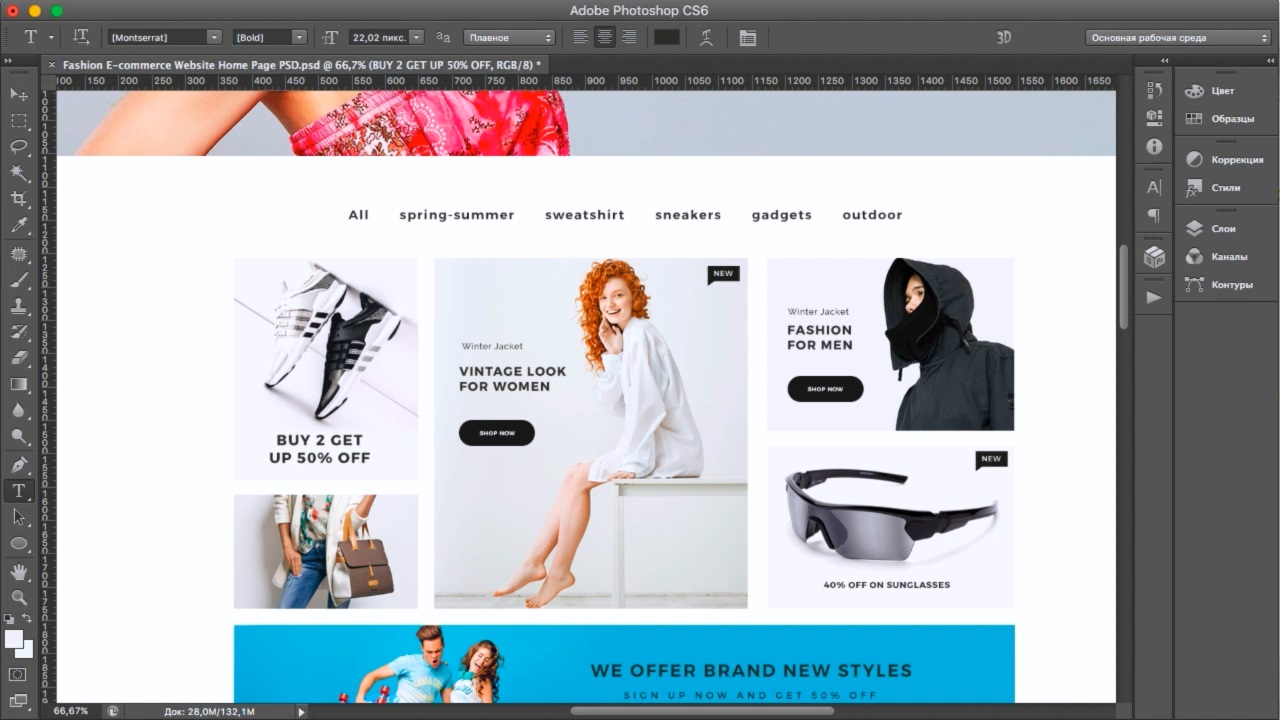 Adobe Photoshop CS6
[Montserrat] [Bold] 22,02 пикс. aa Плавное 3D Основная рабочая среда
× Fashion E-commerce Website Home Page PSD.psd @ 66,7% (BUY 2 GET UP 50% OFF, RGB/8) *
100 150 200 250 300 350 400 450 500 550 600 650 700 750 800 850 900 950 1000 1050 1100 1150 1200 1250 1300 1350 1400 1450 1500 1550 1600 1650
Цвет
Образцы
Коррекция
Стили
Слои
Каналы
Контуры
All spring-summer sweatshirt sneakers gadgets outdoor
BUY 2 GET
UP 50% OFF
NEW
Winter Jacket
VINTAGE LOOK
FOR WOMEN
SHOP NOW
Winter Jacket
FASHION
FOR MEN
SHOP NOW
NEW
40% OFF ON SUNGLASSES
WE OFFER BRAND NEW STYLES
SIGN UP NOW AND GET 50% OFF
66,67% Док: 28,0M/132,1M